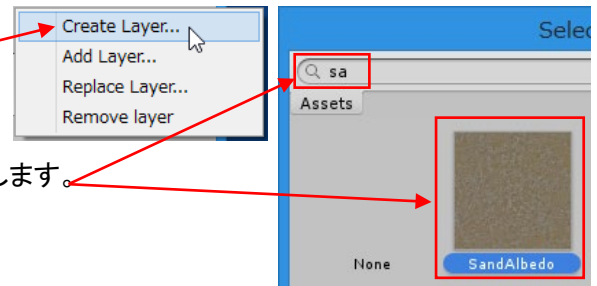 Create Layer...
Add Layer...
Replace Layer...
Remove layer
します。
Selec
sa
Assets
None
SandAlbedo